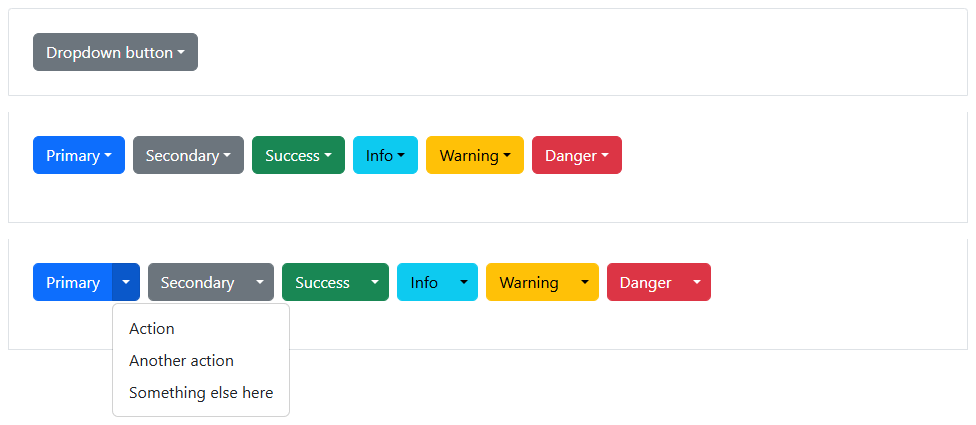 Dropdown button
Primary Secondary Success Info Warning Danger
Primary Secondary Success Info Warning Danger
Action
Another action
Something else here